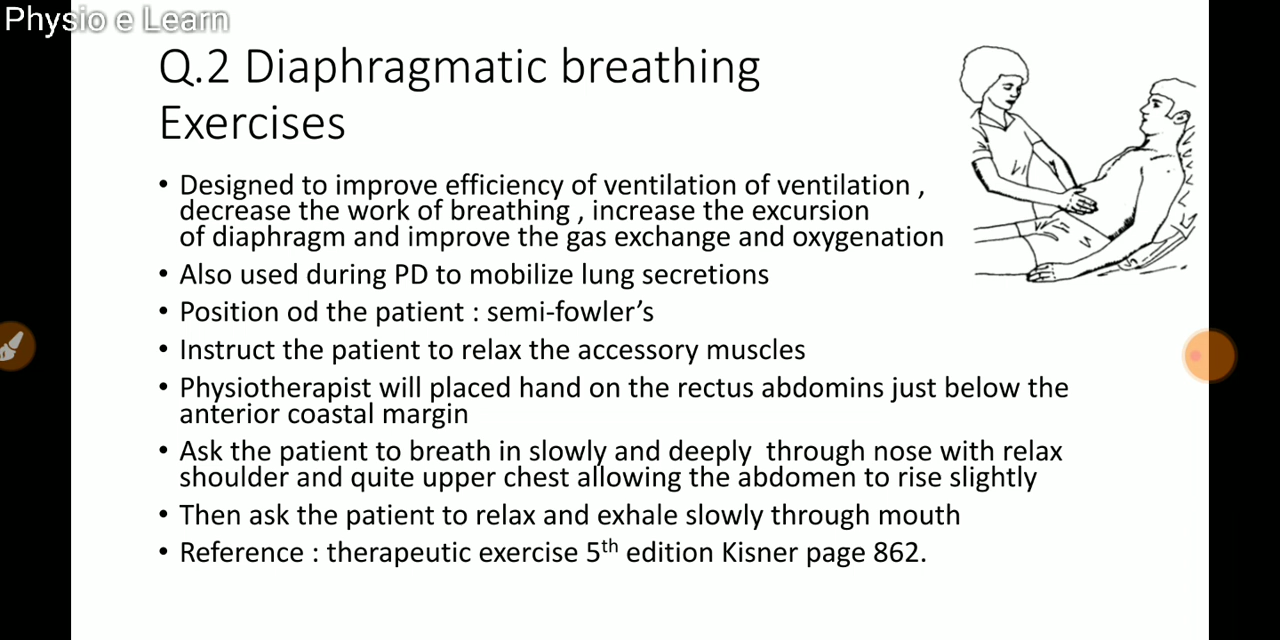 Physio e Learn
Q.2 Diaphragmatic breathing
Exercises
• Designed to improve efficiency of ventilation of ventilation ,
decrease the work of breathing , increase the excursion
of diaphragm and improve the gas exchange and oxygenation
• Also used during PD to mobilize lung secretions
• Position od the patient : semi-fowler’s
• Instruct the patient to relax the accessory muscles
• Physiotherapist will placed hand on the rectus abdomins just below the
anterior coastal margin
• Ask the patient to breath in slowly and deeply  through nose with relax
shoulder and quite upper chest allowing the abdomen to rise slightly
• Then ask the patient to relax and exhale slowly through mouth
• Reference : therapeutic exercise 5th edition Kisner page 862.